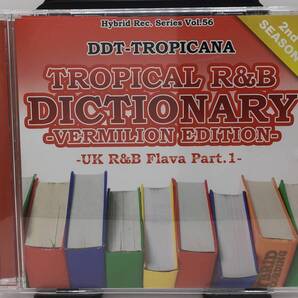 Hybrid Rec. Series Vol.56
2nd
SEASON
DDT-TROPICANA
TROPICAL R&B
DICTIONARY
-VERMILION EDITION-
-UK R&B Flava Part.1-